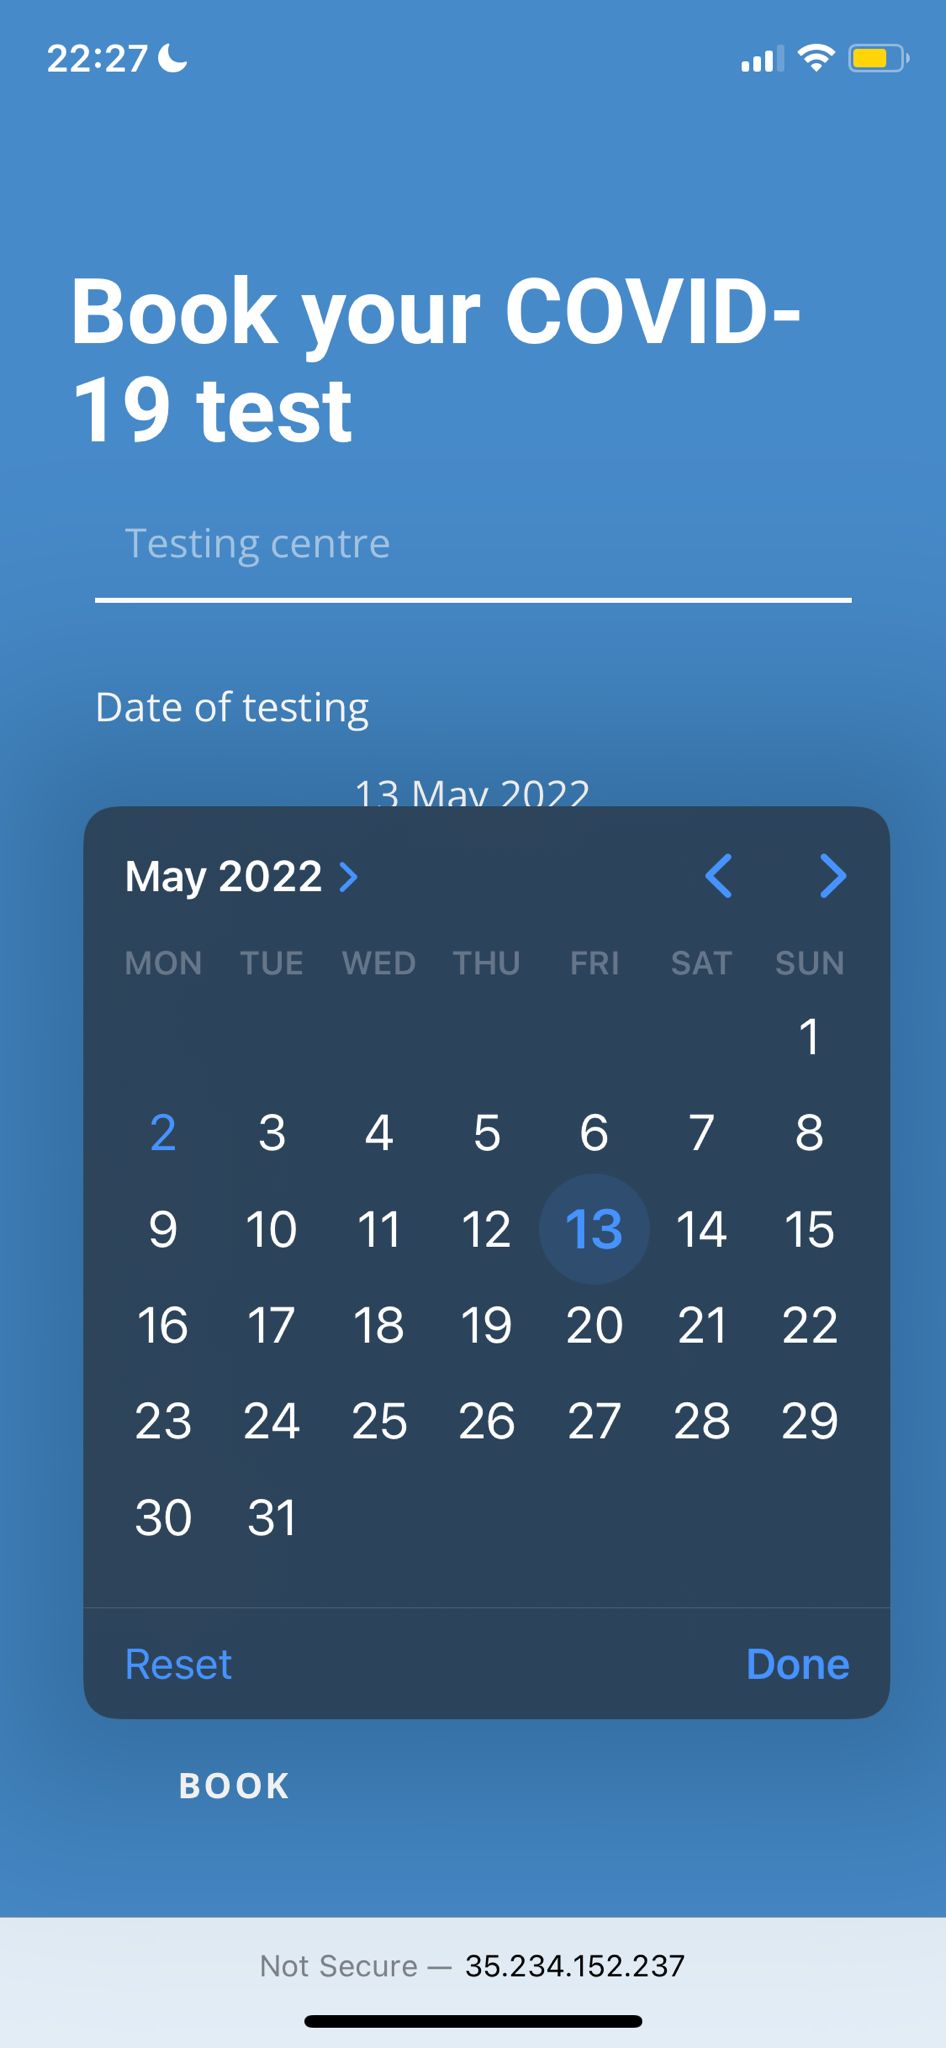 22:27
Book your COVID-
19 test
Testing centre
Date of testing
13 May 2022
May 2022
MON TUE WED THU FRI SAT SUN
1
2 3 4 5 6 7 8
9 10 11 12 13 14 15
16 17 18 19 20 21 22
23 24 25 26 27 28 29
30 31
Reset Done
BOOK
Not Secure — 35.234.152.237